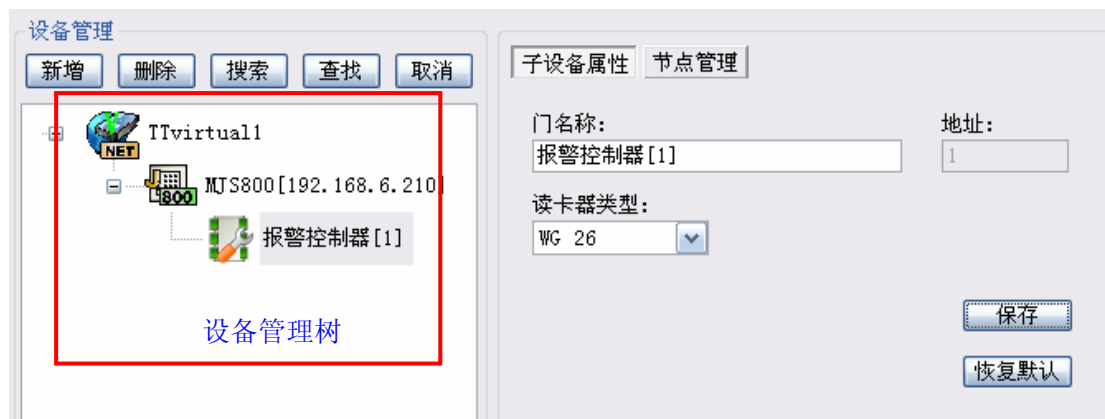 设备管理
新增 删除 搜索 查找 取消
TTvirtual1
NET
MJS800[192.168.6.210]
800
报警控制器[1]
设备管理树
子设备属性 节点管理
门名称: 地址:
报警控制器[1] 1
读卡器类型:
WG 26
保存
恢复默认